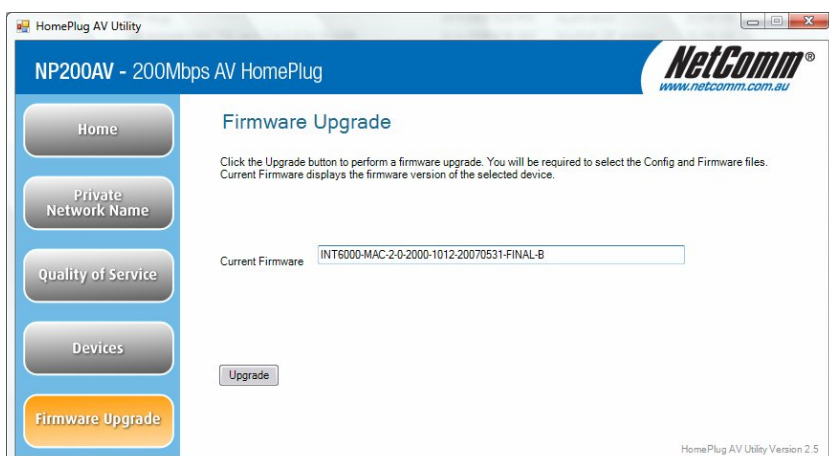 HomePlug AV Utility
NP200AV - 200Mbps AV HomePlug
NetComm®
www.netcomm.com.au
Home
Private
Network Name
Quality of Service
Devices
Firmware Upgrade
Firmware Upgrade
Click the Upgrade button to perform a firmware upgrade. You will be required to select the Config and Firmware files.
Current Firmware displays the firmware version of the selected device.
Current Firmware INT6000-MAC-2-0-2000-1012-20070531-FINAL-B
Upgrade
HomePlug AV Utility Version 2.5